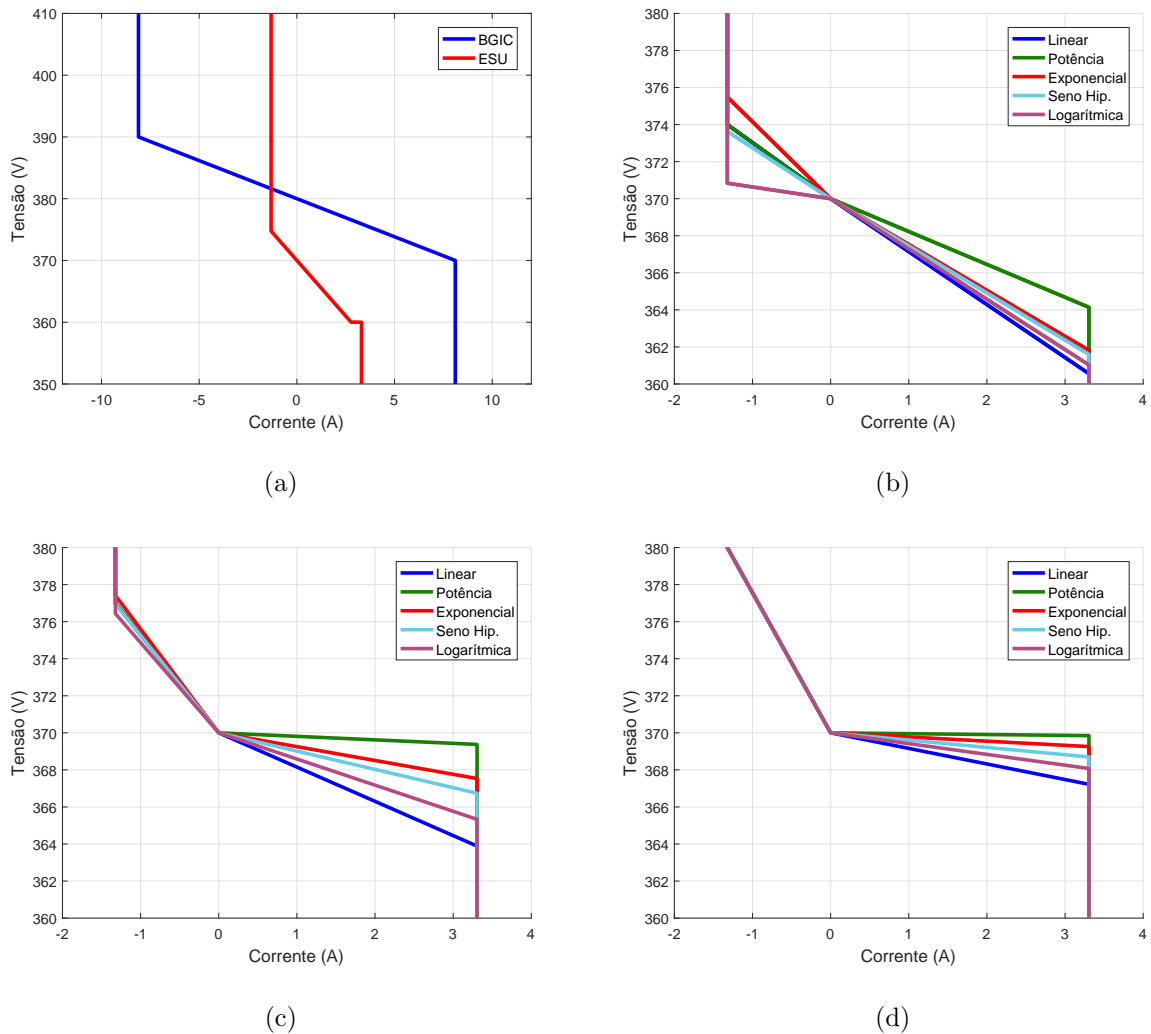 410
400
390
380
370
360
350
-10
-5
0
5
10
Tensão (V)
Corrente (A)
BGIC
ESU
(a)
380
378
376
374
372
370
368
366
364
362
360
-2
-1
0
1
2
3
4
Tensão (V)
Corrente (A)
Linear
Potência
Exponencial
Seno Hip.
Logarítmica
(b)
380
378
376
374
372
370
368
366
364
362
360
-2
-1
0
1
2
3
4
Tensão (V)
Corrente (A)
Linear
Potência
Exponencial
Seno Hip.
Logarítmica
(c)
380
378
376
374
372
370
368
366
364
362
360
-2
-1
0
1
2
3
4
Tensão (V)
Corrente (A)
Linear
Potência
Exponencial
Seno Hip.
Logarítmica
(d)